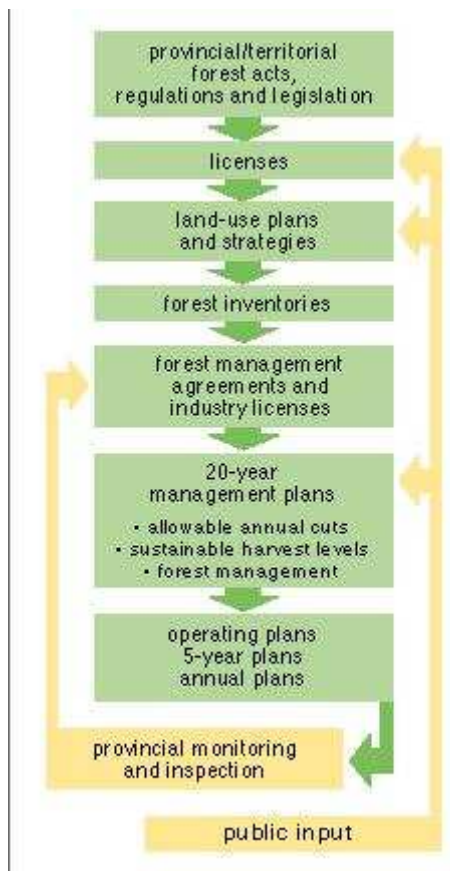 provincial/territorial
forest acts,
regulations and legislation
licenses
land-use plans
and strategies
forest inventories
forest management
agreements and
industry licenses
20-year
management plans
• allowable annual cuts
• sustainable harvest levels
• forest management
operating plans
5-year plans
annual plans
provincial monitoring
and inspection
public input